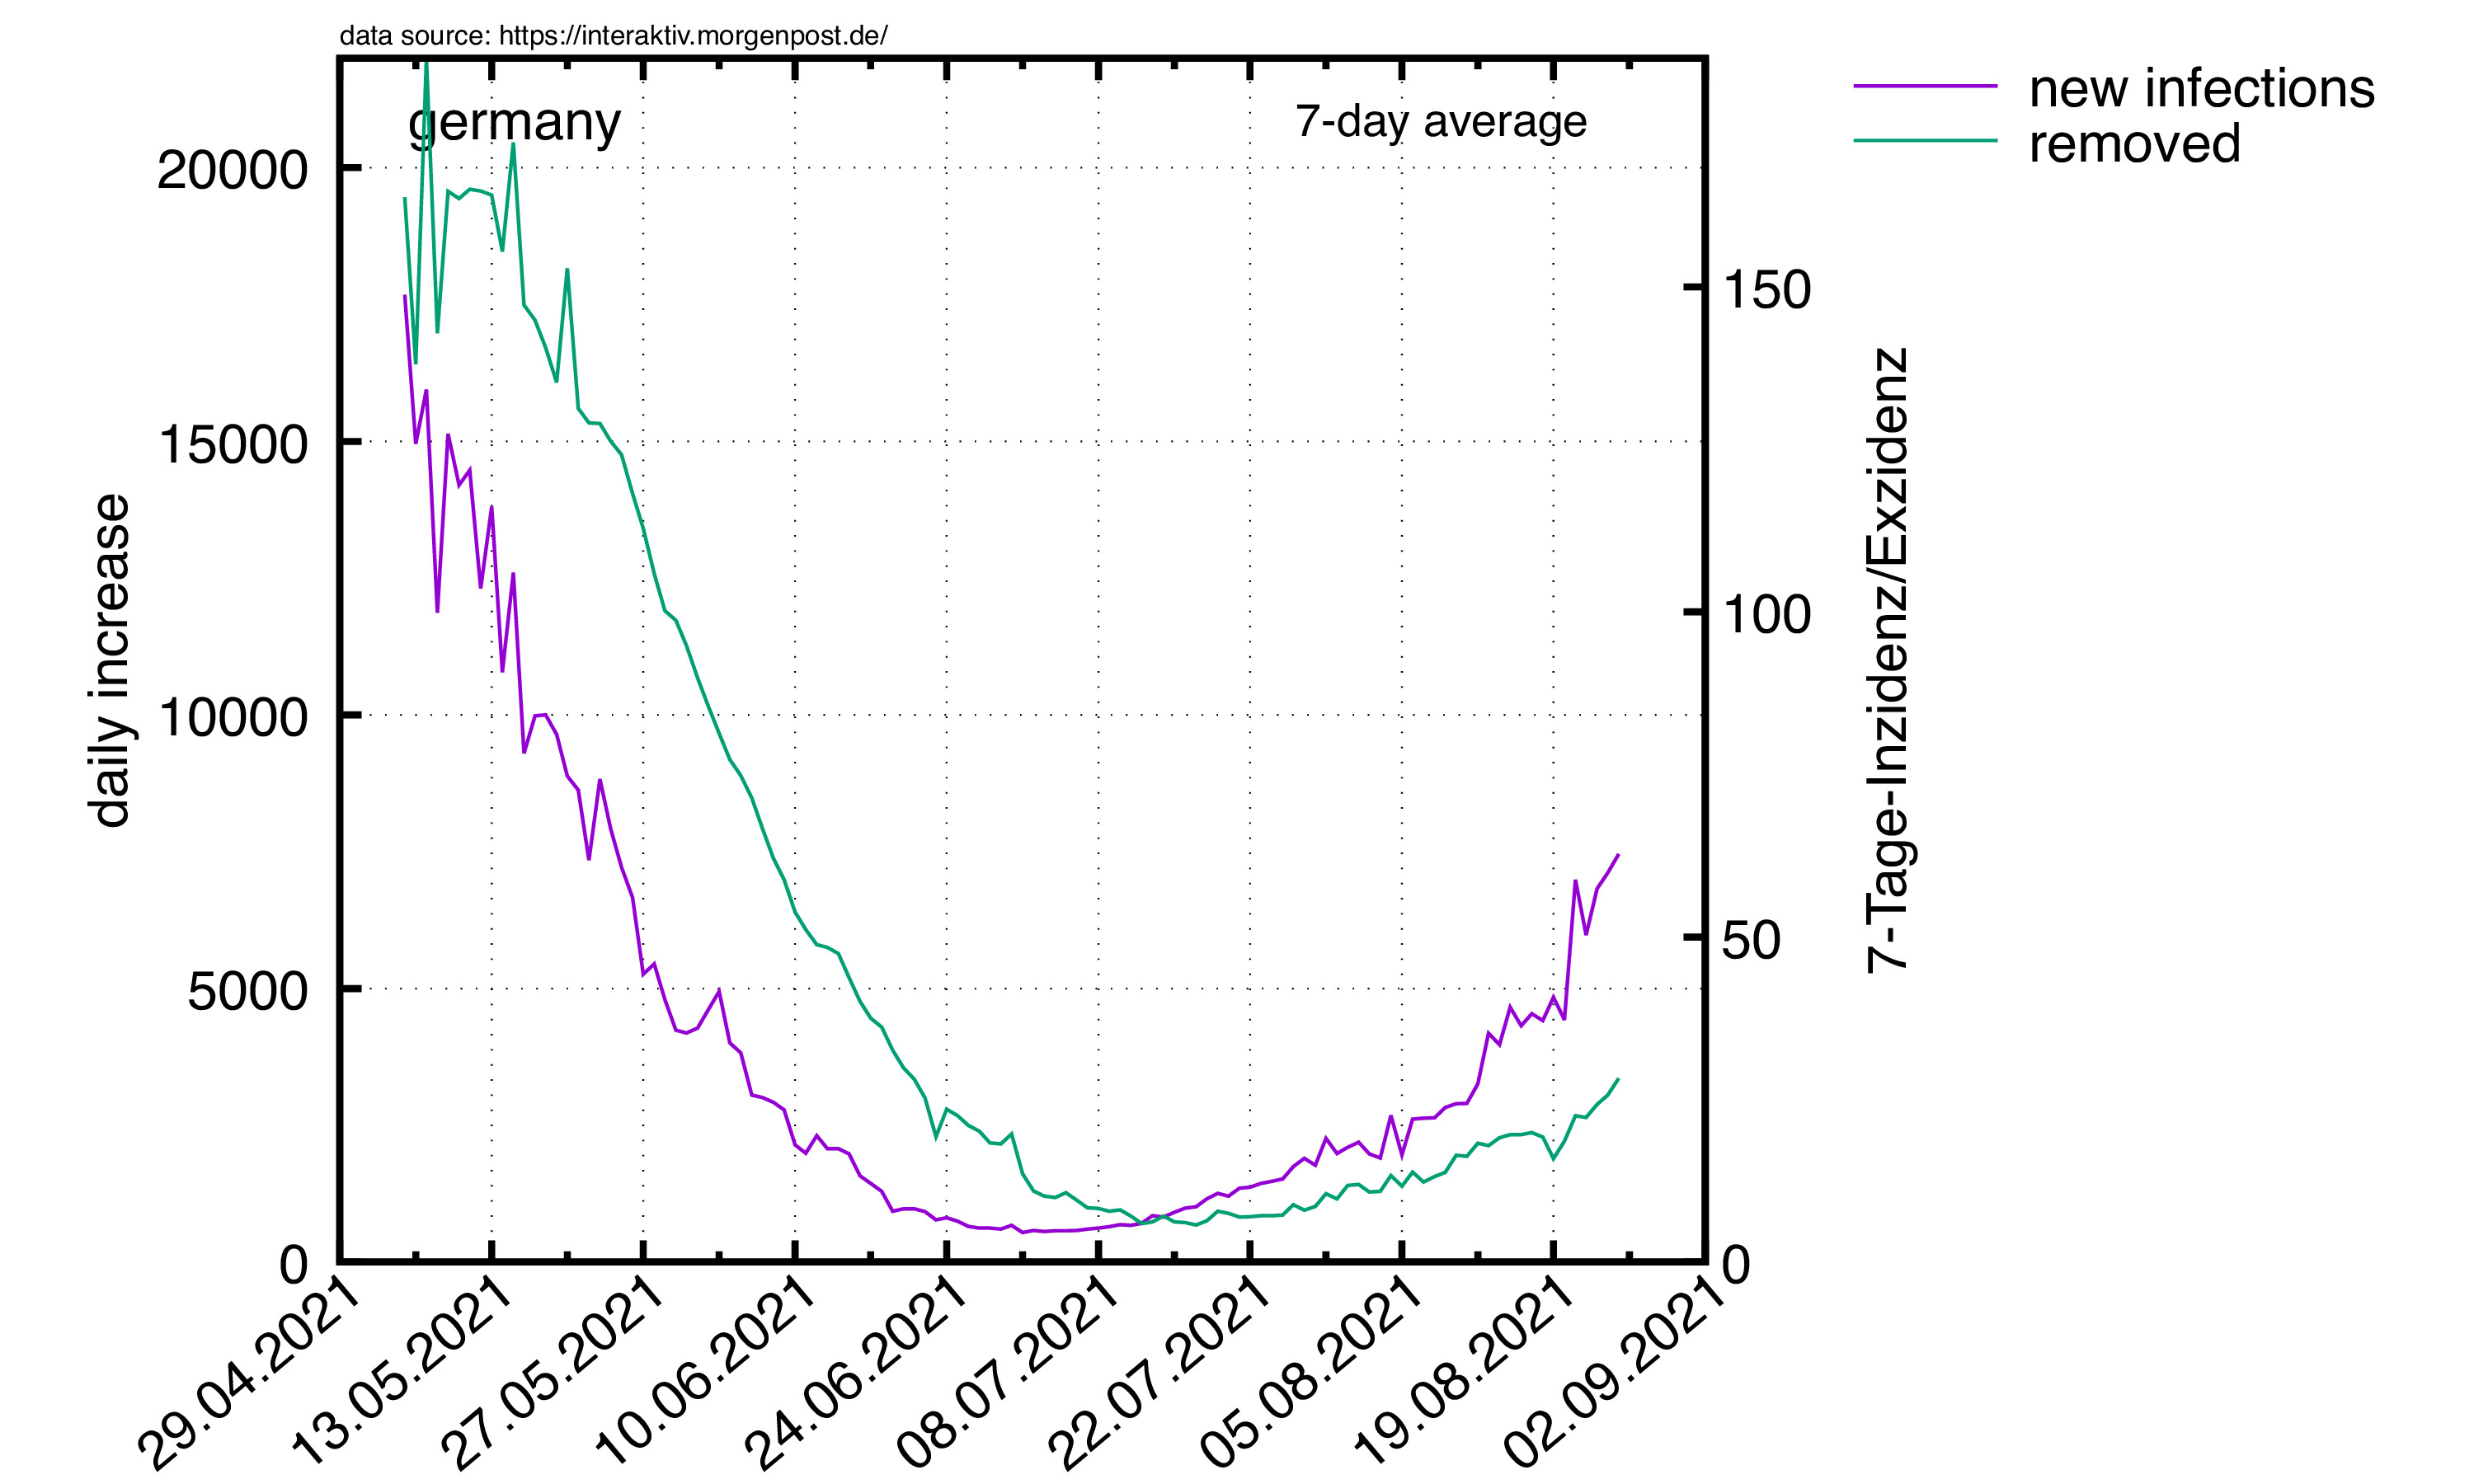 data source: https://interaktiv.morgenpost.de/
germany
7-day average
new infections
removed
daily increase
20000
15000
10000
5000
0
150
100
50
0
7-Tage-Inzidenz/Exzidenz
29.04.2021
13.05.2021
27.05.2021
10.06.2021
24.06.2021
08.07.2021
22.07.2021
05.08.2021
19.08.2021
02.09.2021